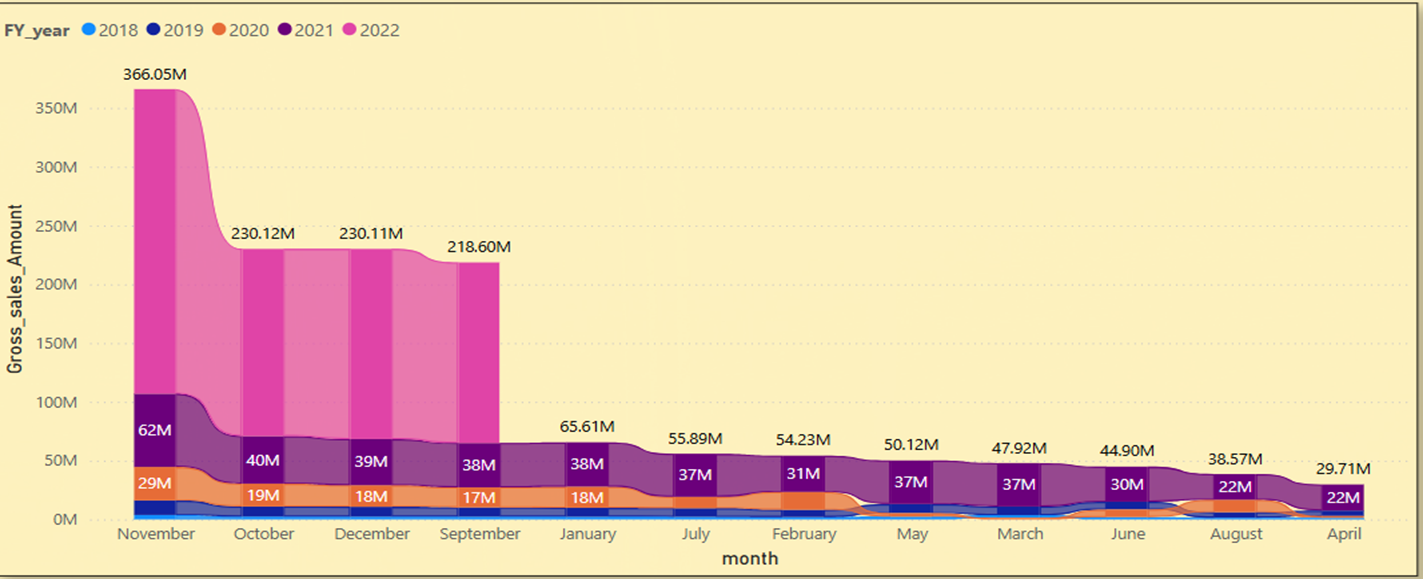 FY_year 2018 2019 2020 2021 2022
366.05M
350M
300M
250M
230.12M 230.11M 218.60M
200M
150M
100M
65.61M 55.89M 54.23M 50.12M 47.92M 44.90M 38.57M 29.71M
50M
62M 40M 39M 38M 38M 37M 31M 37M 37M 30M 22M 22M
29M 19M 18M 17M 18M
0M
November October December September January July February May March June August April
month
Gross_sales_Amount